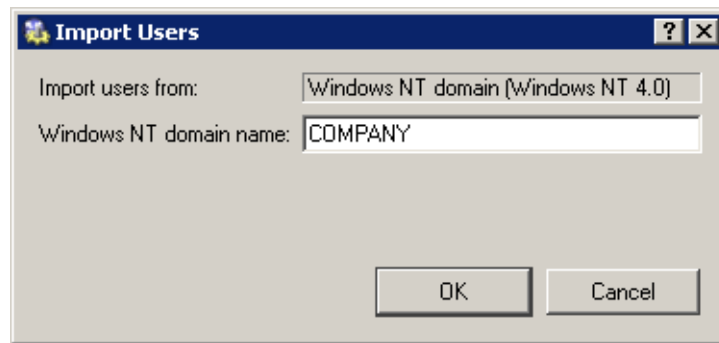 Import Users
Import users from: Windows NT domain (Windows NT 4.0)
Windows NT domain name: COMPANY
OK Cancel